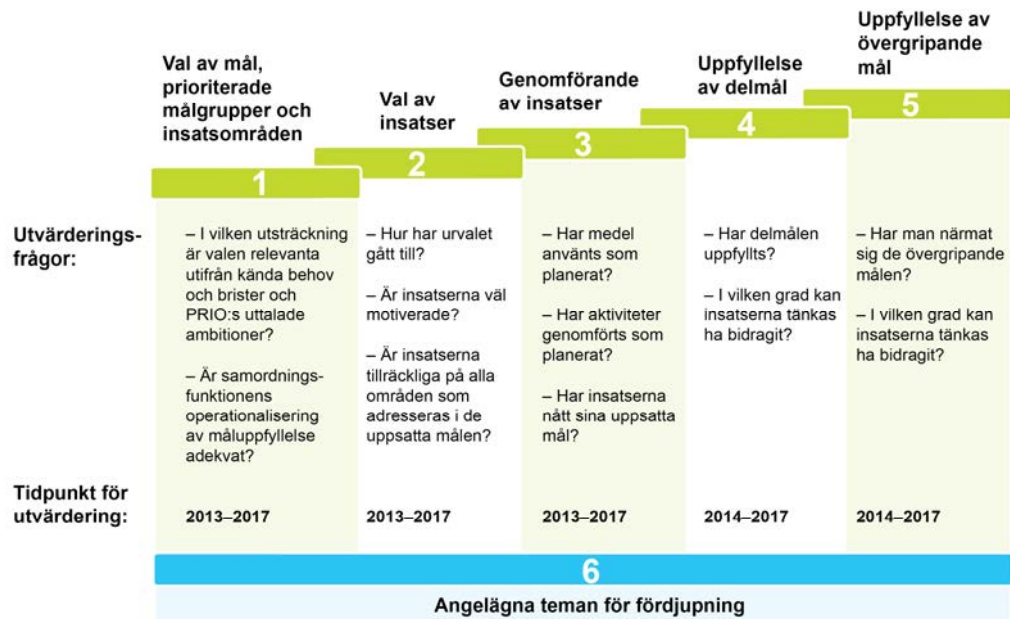 Val av mål,
prioriterade
målgrupper och
insatsområden
1
Val av
insatser
2
Genomförande
av insatser
3
Uppfyllelse
av delmål
4
Uppfyllelse av
övergripande
mål
5
Utvärderings-
frågor:
– I vilken utsträckning
är valen relevanta
utifrån kända behov
och brister och
PRIO:s uttalade
ambitioner?
– Är samordnings-
funktionens
operationalisering
av måluppfyllelse
adekvat?
– Hur har urvalet
gått till?
– Är insatserna väl
motiverade?
– Är insatserna
tillräckliga på alla
områden som
adresseras i de
uppsatta målen?
– Har medel
använts som
planerat?
– Har aktiviteter
genomförts som
planerat?
– Har insatserna
nått sina uppsatta
mål?
– Har delmålen
uppfyllts?
– I vilken grad kan
insatserna tänkas
ha bidragit?
– Har man närmat
sig de övergripande
målen?
– I vilken grad kan
insatserna tänkas
ha bidragit?
Tidpunkt för
utvärdering:
2013–2017
2013–2017
2013–2017
2014–2017
2014–2017
6
Angelägna teman för fördjupning